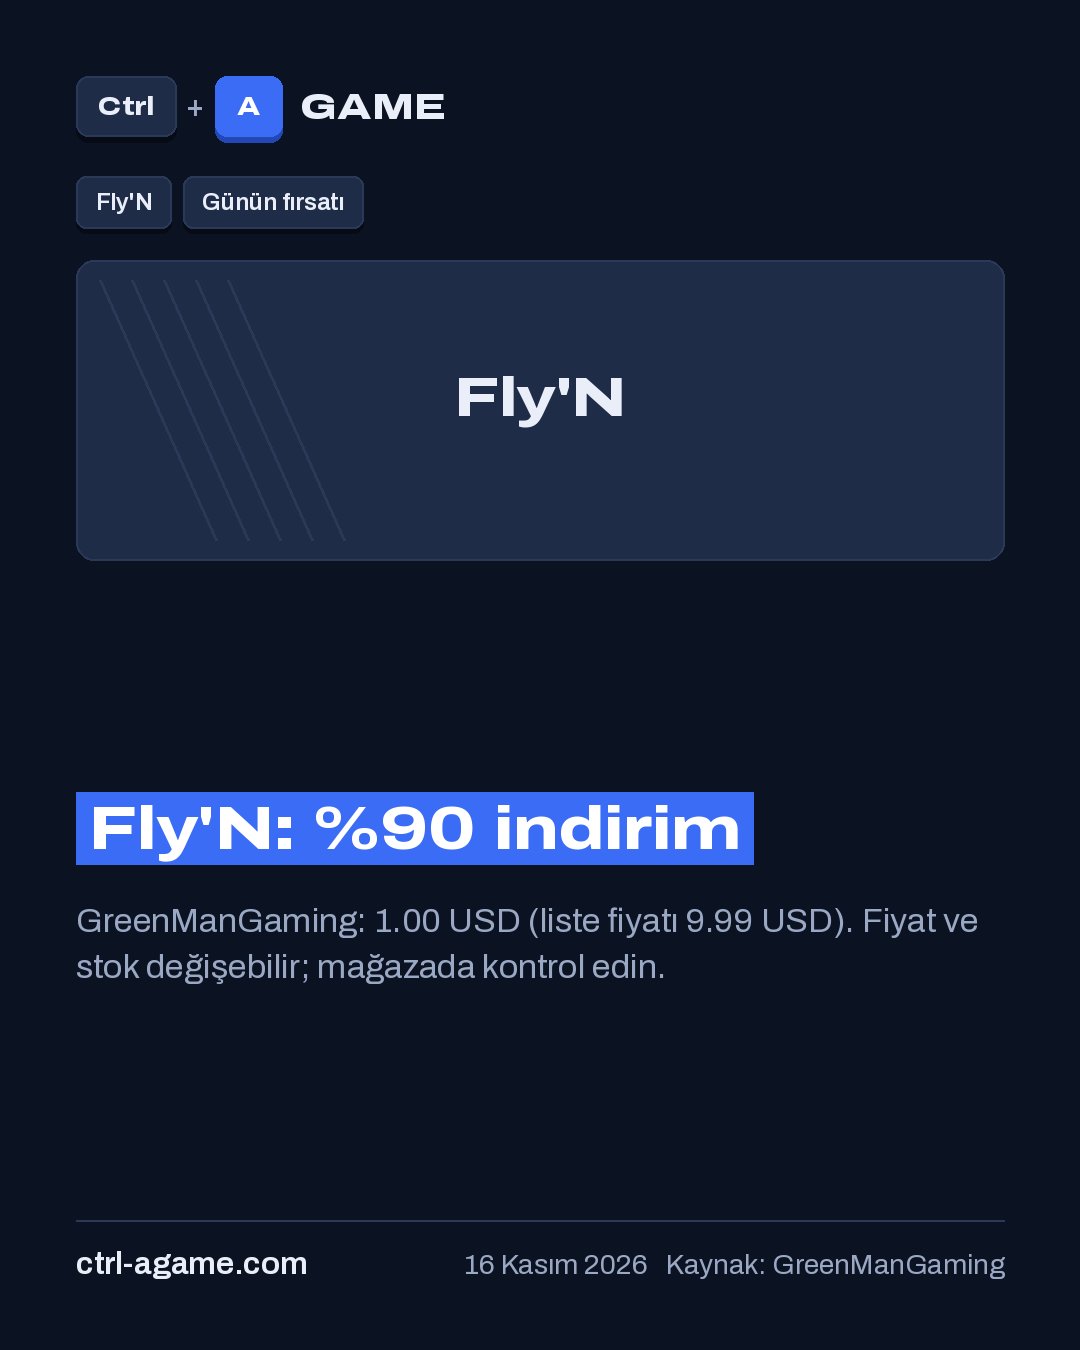 Ctrl + A GAME
Fly'N Günün fırsatı
Fly'N
Fly'N: %90 indirim
GreenManGaming: 1.00 USD (liste fiyatı 9.99 USD). Fiyat ve
stok değişebilir; mağazada kontrol edin.
ctrl-agame.com 16 Kasım 2026 Kaynak: GreenManGaming